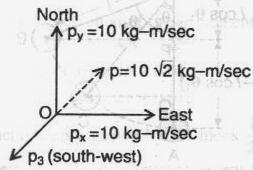 North
p_y=10 kg–m/sec
p=10 √2 kg–m/sec
O
East
p_x=10 kg–m/sec
p_3 (south-west)
A